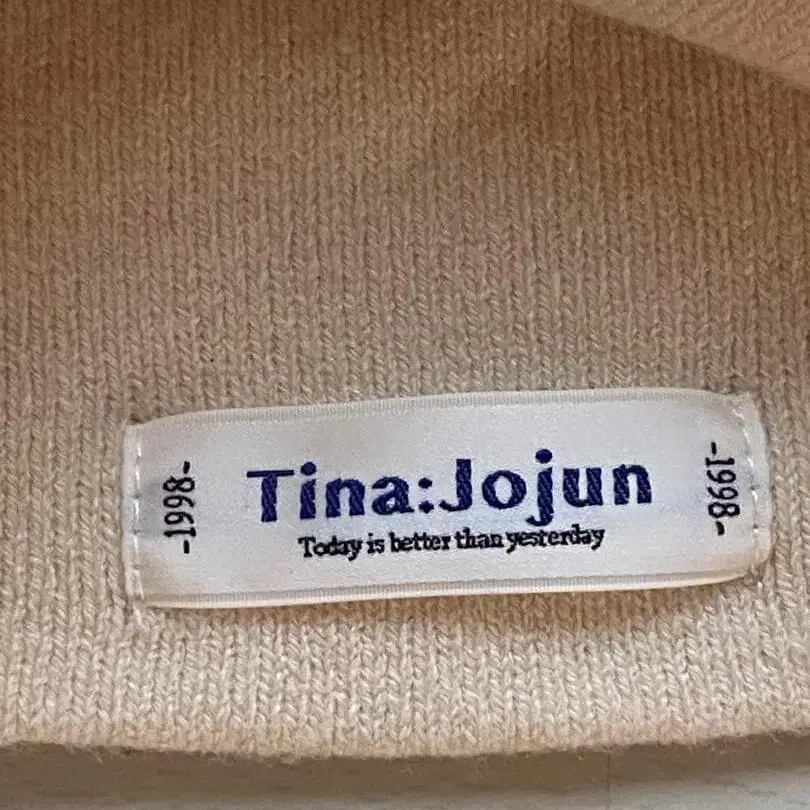 -1998-
Tina:Jojun
Today is better than yesterday
-1998-